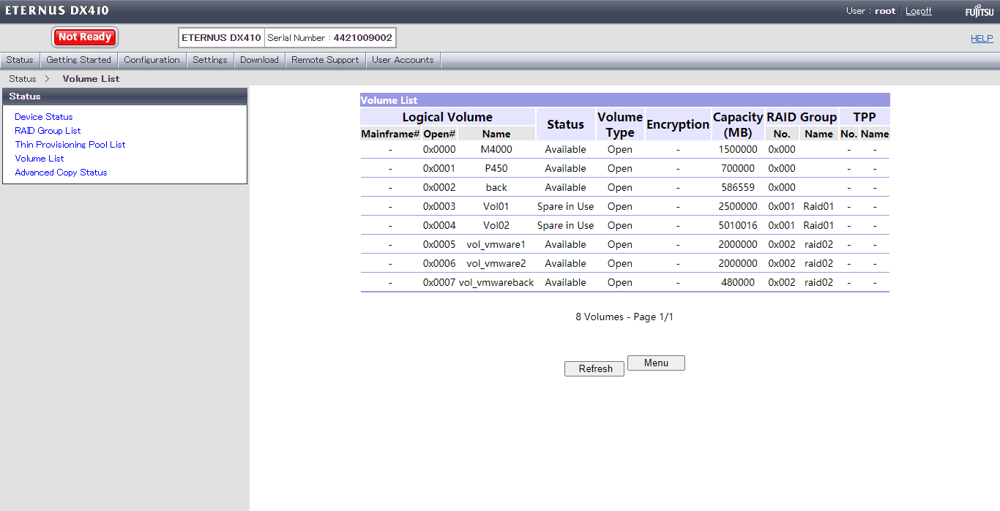 ETERNUS DX410 User : root Logoff FUJITSU
Not Ready ETERNUS DX410 Serial Number : 4421009002 HELP
Status Getting Started Configuration Settings Download Remote Support User Accounts
Status > Volume List
Status
Device Status
RAID Group List
Thin Provisioning Pool List
Volume List
Advanced Copy Status
Volume List
Logical Volume Status Volume Type Encryption Capacity (MB) RAID Group TPP
Mainframe# Open# Name No. Name No. Name
- 0x0000 M4000 Available Open - 1500000 0x000 - -
- 0x0001 P450 Available Open - 700000 0x000 - -
- 0x0002 back Available Open - 586559 0x000 - -
- 0x0003 Vol01 Spare in Use Open - 2500000 0x001 Raid01 - -
- 0x0004 Vol02 Spare in Use Open - 5010016 0x001 Raid01 - -
- 0x0005 vol_vmware1 Available Open - 2000000 0x002 raid02 - -
- 0x0006 vol_vmware2 Available Open - 2000000 0x002 raid02 - -
- 0x0007 vol_vmwareback Available Open - 480000 0x002 raid02 - -
8 Volumes - Page 1/1
Refresh Menu